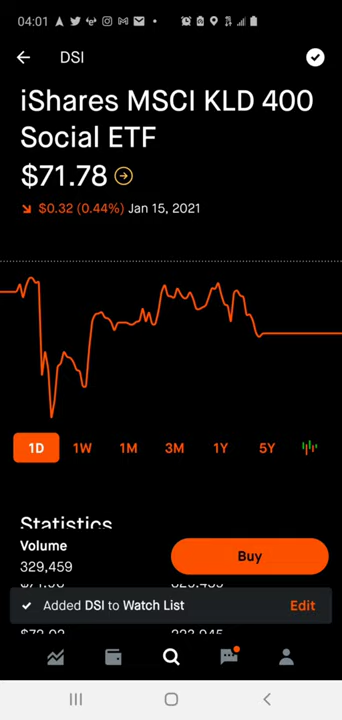 04:01
DSI
iShares MSCI KLD 400
Social ETF
$71.78
$0.32 (0.44%) Jan 15, 2021
1D 1W 1M 3M 1Y 5Y
Statistics
Volume
329,459
Buy
Added DSI to Watch List
Edit